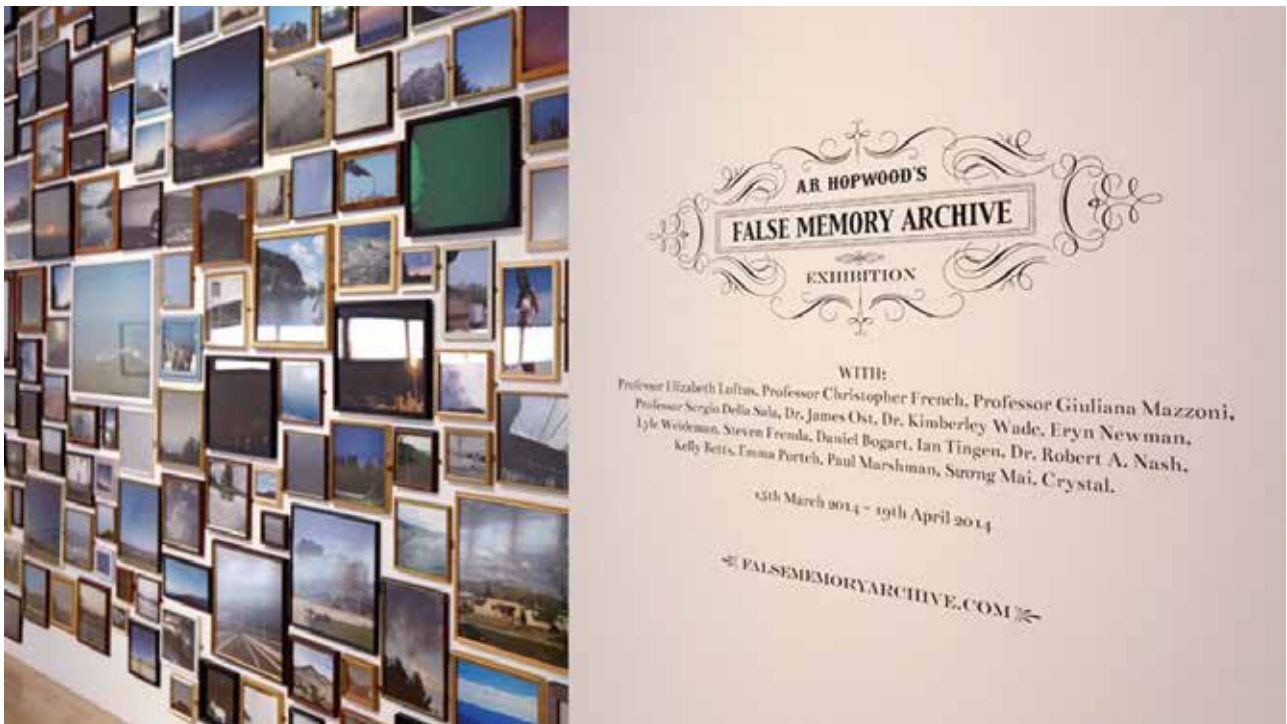 A.R. HOPWOOD'S
FALSE MEMORY ARCHIVE
EXHIBITION
WITH:
Professor Elizabeth Loftus, Professor Christopher French, Professor Giuliana Mazzoni,
Professor Sergio Della Sala, Dr. James Ost, Dr. Kimberley Wade, Eryn Newman,
Lyle Weideman, Steven Frenda, Daniel Bogart, Ian Tingen, Dr. Robert A. Nash,
Kelly Betts, Emma Portch, Paul Marshman, Sương Mai, Crystal.
15th March 2014 - 19th April 2014
FALSEMEMORYARCHIVE.COM